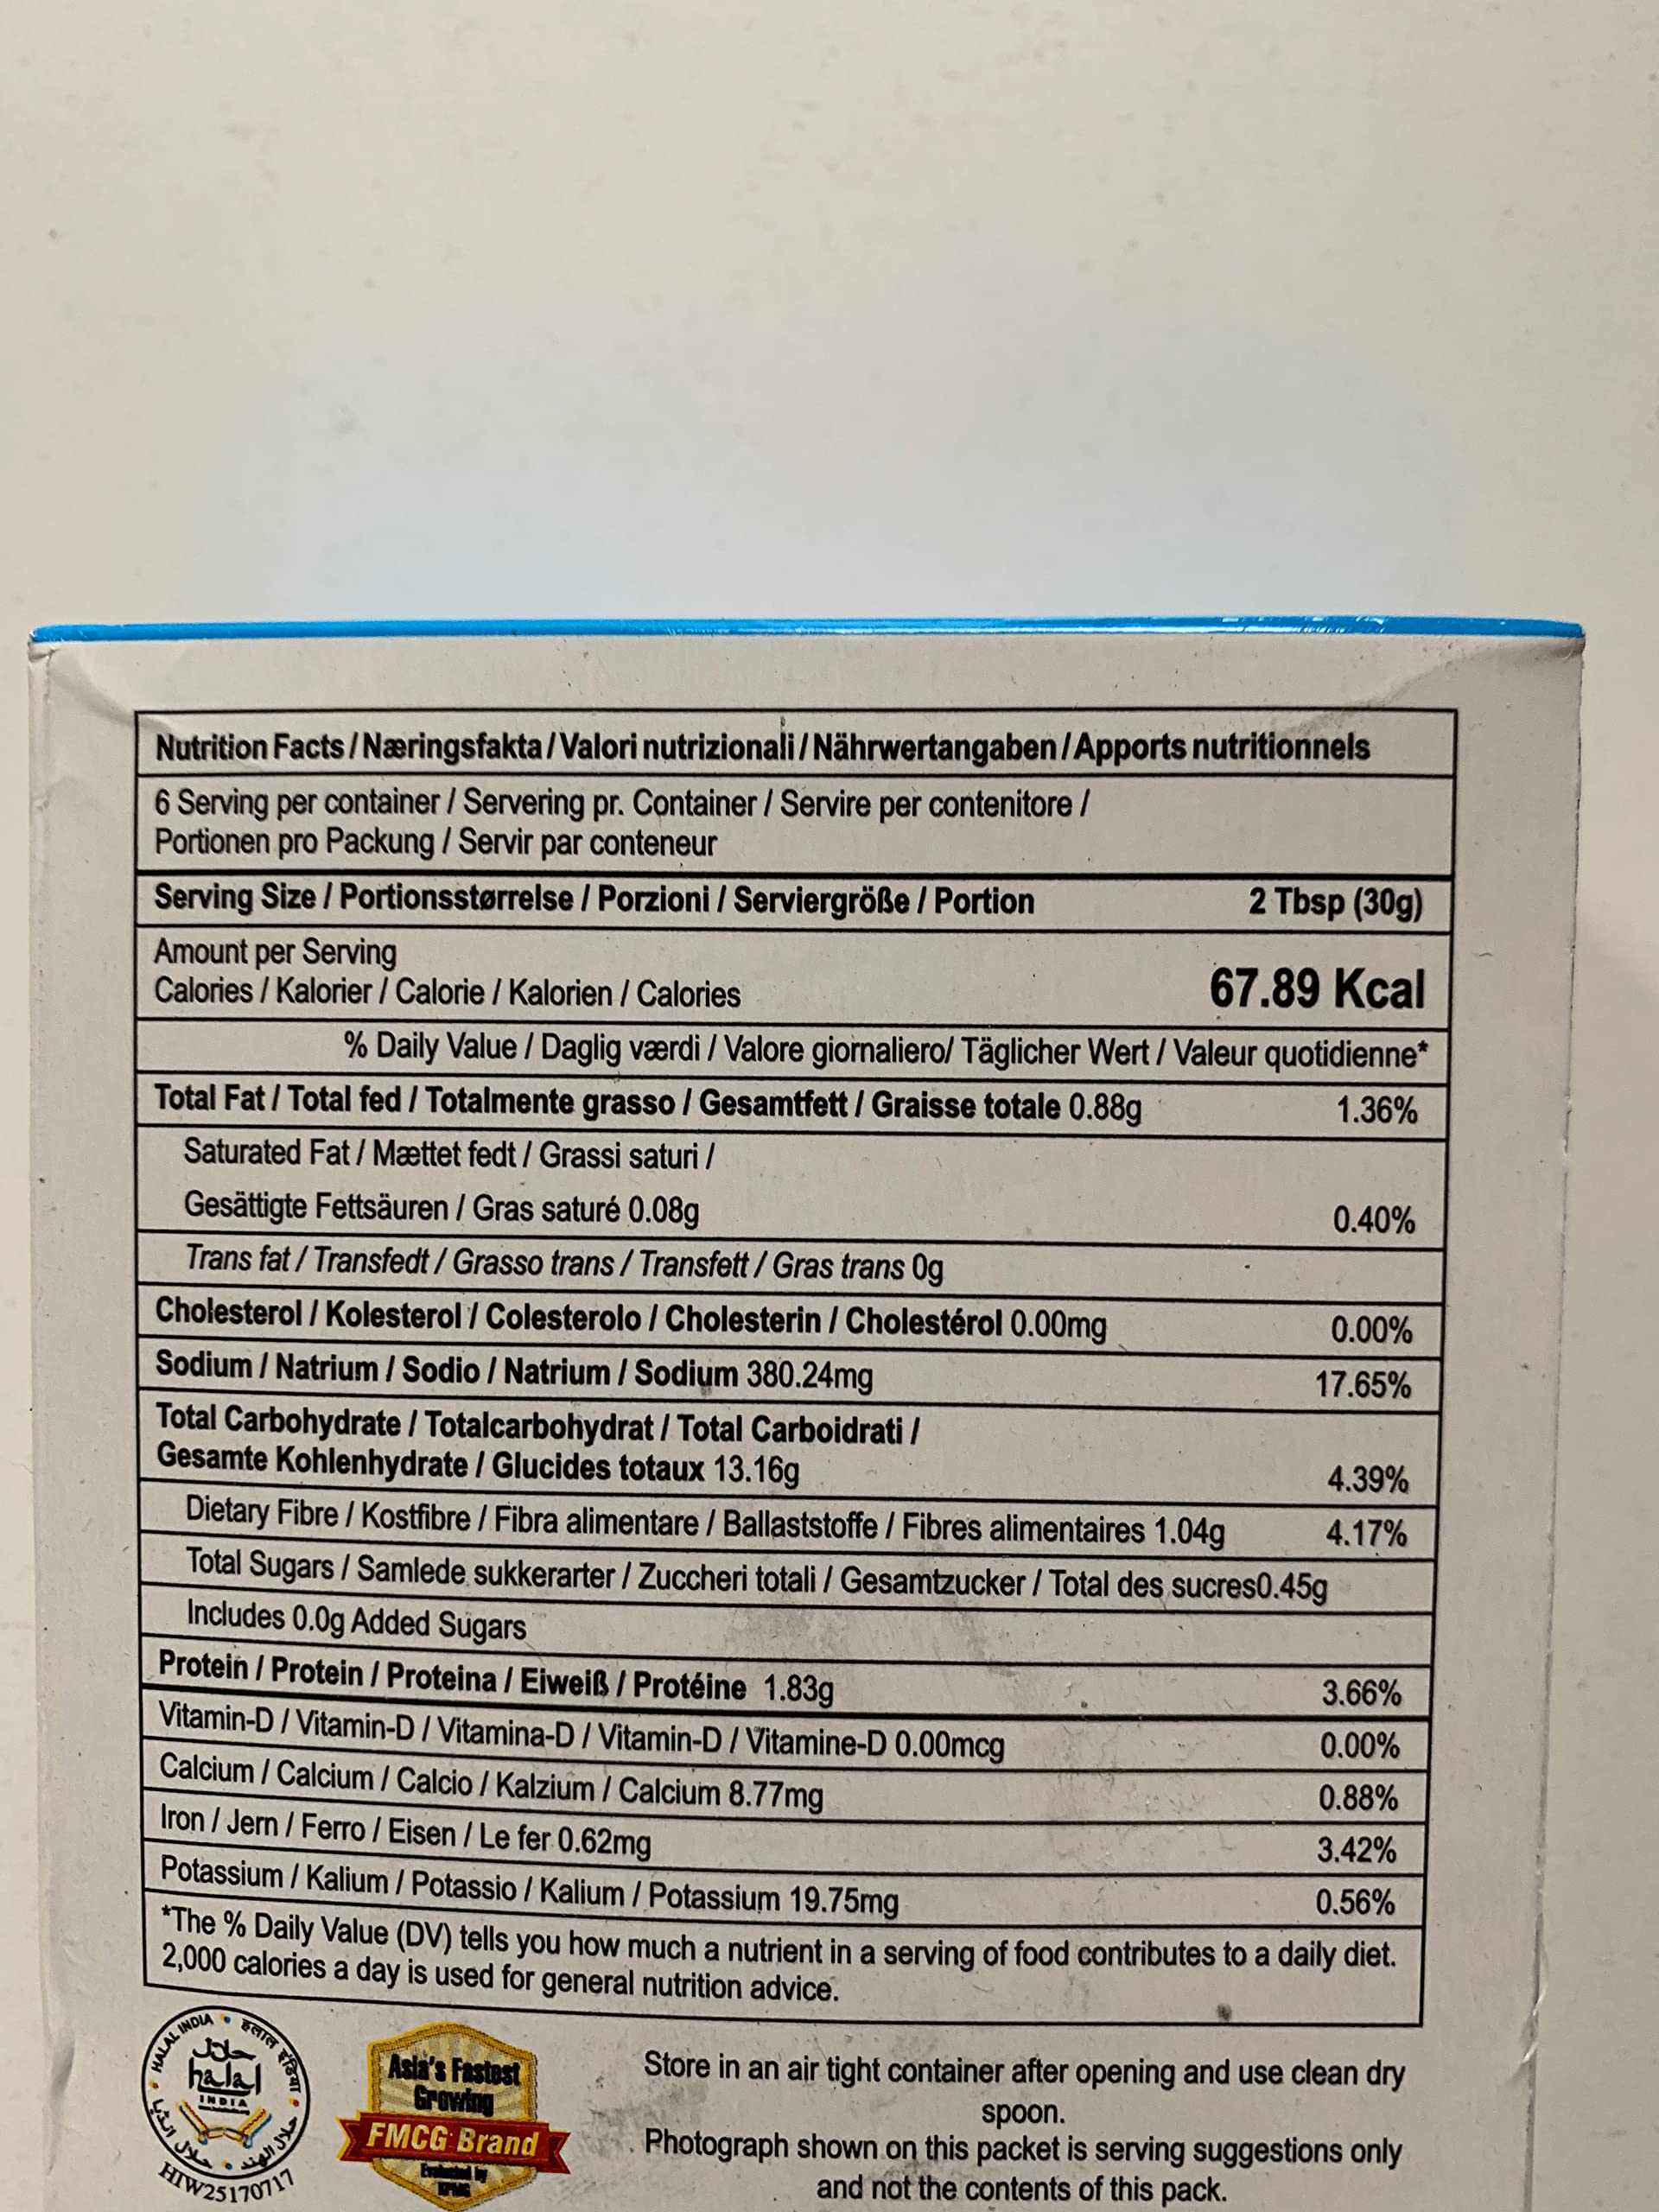 Nutrition Facts / Næringsfakta / Valori nutrizionali / Nährwertangaben / Apports nutritionnels
6 Serving per container / Servering pr. Container / Servire per contenitore /
Portionen pro Packung / Servir par conteneur
Serving Size / Portionsstørrelse / Porzioni / Serviergröße / Portion 2 Tbsp (30g)
Amount per Serving
Calories / Kalorier / Calorie / Kalorien / Calories 67.89 Kcal
% Daily Value / Daglig værdi / Valore giornaliero/ Täglicher Wert / Valeur quotidienne*
Total Fat / Total fed / Totalmente grasso / Gesamtfett / Graisse totale 0.88g 1.36%
Saturated Fat / Mættet fedt / Grassi saturi /
Gesättigte Fettsäuren / Gras saturé 0.08g 0.40%
Trans fat / Transfedt / Grasso trans / Transfett / Gras trans 0g
Cholesterol / Kolesterol / Colesterolo / Cholesterin / Cholestérol 0.00mg 0.00%
Sodium / Natrium / Sodio / Natrium / Sodium 380.24mg 17.65%
Total Carbohydrate / Totalcarbohydrat / Total Carboidrati /
Gesamte Kohlenhydrate / Glucides totaux 13.16g 4.39%
Dietary Fibre / Kostfibre / Fibra alimentare / Ballaststoffe / Fibres alimentaires 1.04g 4.17%
Total Sugars / Samlede sukkerarter / Zuccheri totali / Gesamtzucker / Total des sucres0.45g
Includes 0.0g Added Sugars
Protein / Protein / Proteina / Eiweiß / Protéine 1.83g 3.66%
Vitamin-D / Vitamin-D / Vitamina-D / Vitamin-D / Vitamine-D 0.00mcg 0.00%
Calcium / Calcium / Calcio / Kalzium / Calcium 8.77mg 0.88%
Iron / Jern / Ferro / Eisen / Le fer 0.62mg 3.42%
Potassium / Kalium / Potassio / Kalium / Potassium 19.75mg 0.56%
*The % Daily Value (DV) tells you how much a nutrient in a serving of food contributes to a daily diet.
2,000 calories a day is used for general nutrition advice.
HALAL INDIA हलाल इंडिया
حلال
halal
INDIA
حلال الهند
HIW25170717
Asia's Fastest
Growing
FMCG Brand
Evaluated by
KPMG
Store in an air tight container after opening and use clean dry
spoon.
Photograph shown on this packet is serving suggestions only
and not the contents of this pack.